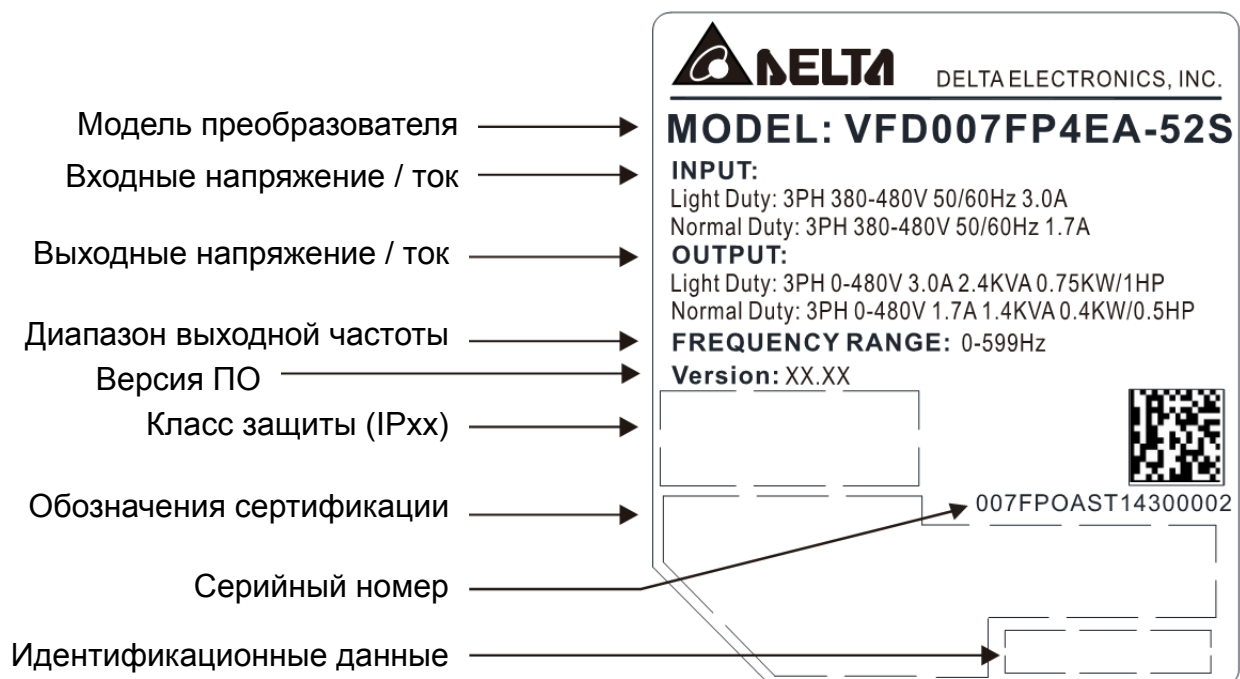 DELTA DELTA ELECTRONICS, INC.
Модель преобразователя MODEL: VFD007FP4EA-52S
Входные напряжение / ток INPUT:
Light Duty: 3PH 380-480V 50/60Hz 3.0A
Normal Duty: 3PH 380-480V 50/60Hz 1.7A
Выходные напряжение / ток OUTPUT:
Light Duty: 3PH 0-480V 3.0A 2.4KVA 0.75KW/1HP
Normal Duty: 3PH 0-480V 1.7A 1.4KVA 0.4KW/0.5HP
Диапазон выходной частоты FREQUENCY RANGE: 0-599Hz
Версия ПО Version: XX.XX
Класс защиты (IPxx)
Обозначения сертификации 007FPOAST14300002
Серийный номер
Идентификационные данные